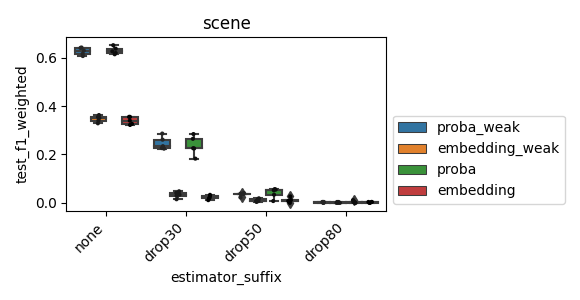 scene
test_f1_weighted
0.6
0.4
0.2
0.0
none
drop30
drop50
drop80
estimator_suffix
proba_weak
embedding_weak
proba
embedding